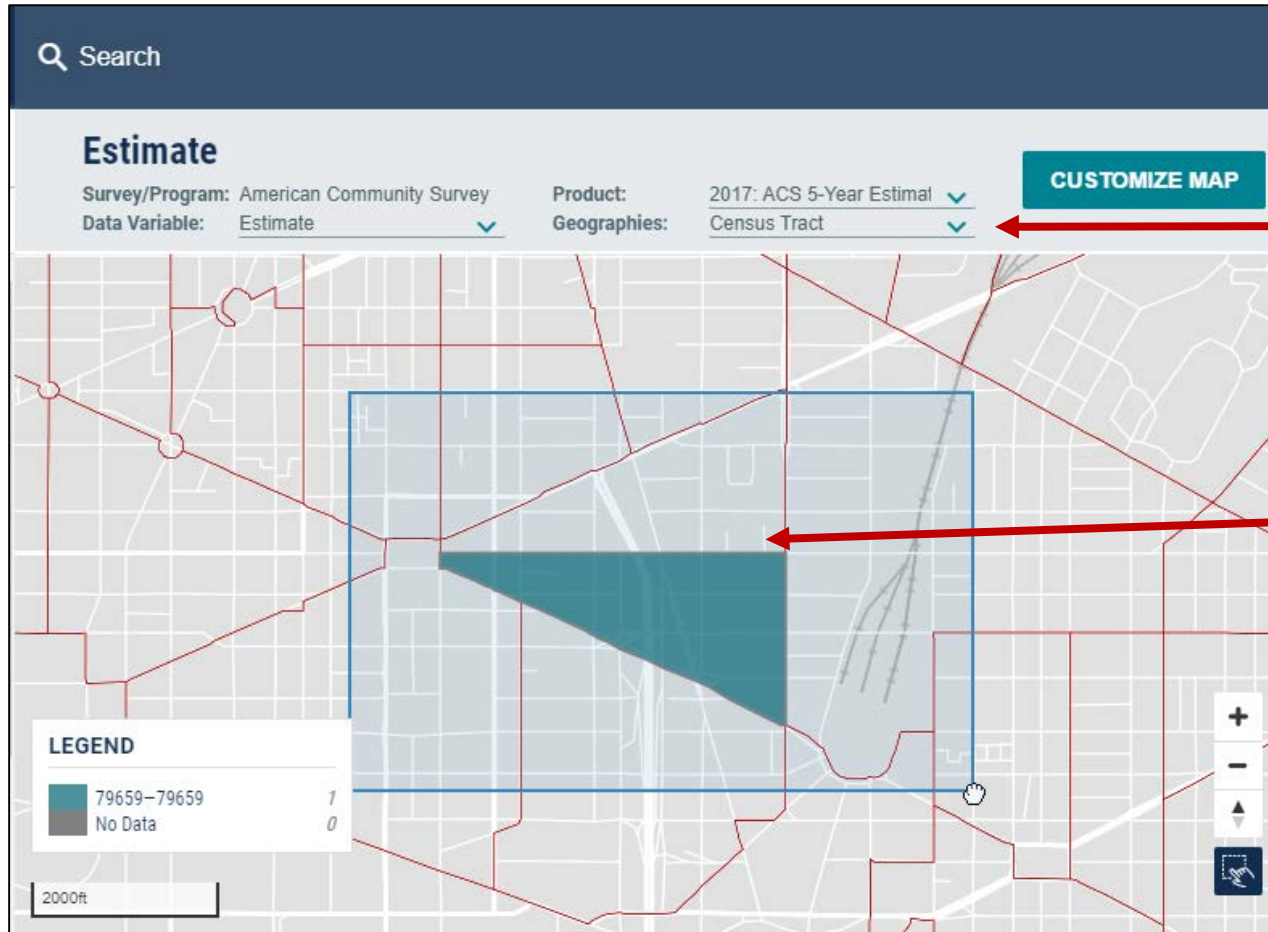 Search
Estimate
Survey/Program: American Community Survey Product: 2017: ACS 5-Year Estimat
Data Variable: Estimate Geographies: Census Tract
CUSTOMIZE MAP
LEGEND
79659–79659 1
No Data 0
2000ft
+
−